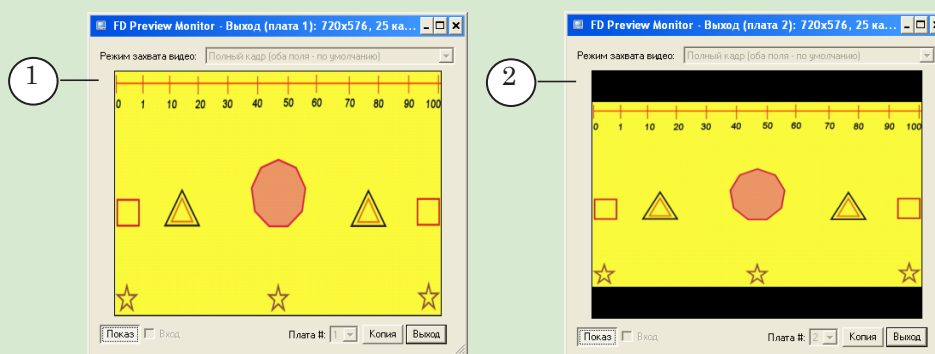 1
FD Preview Monitor - Выход (плата 1): 720x576, 25 ка...
Режим захвата видео: Полный кадр (оба поля - по умолчанию)
0 1 10 20 30 40 50 60 70 80 90 100
Показ Вход Плата #: 1 Копия Выход
2
FD Preview Monitor - Выход (плата 2): 720x576, 25 ка...
Режим захвата видео: Полный кадр (оба поля - по умолчанию)
0 1 10 20 30 40 50 60 70 80 90 100
Показ Вход Плата #: 2 Копия Выход